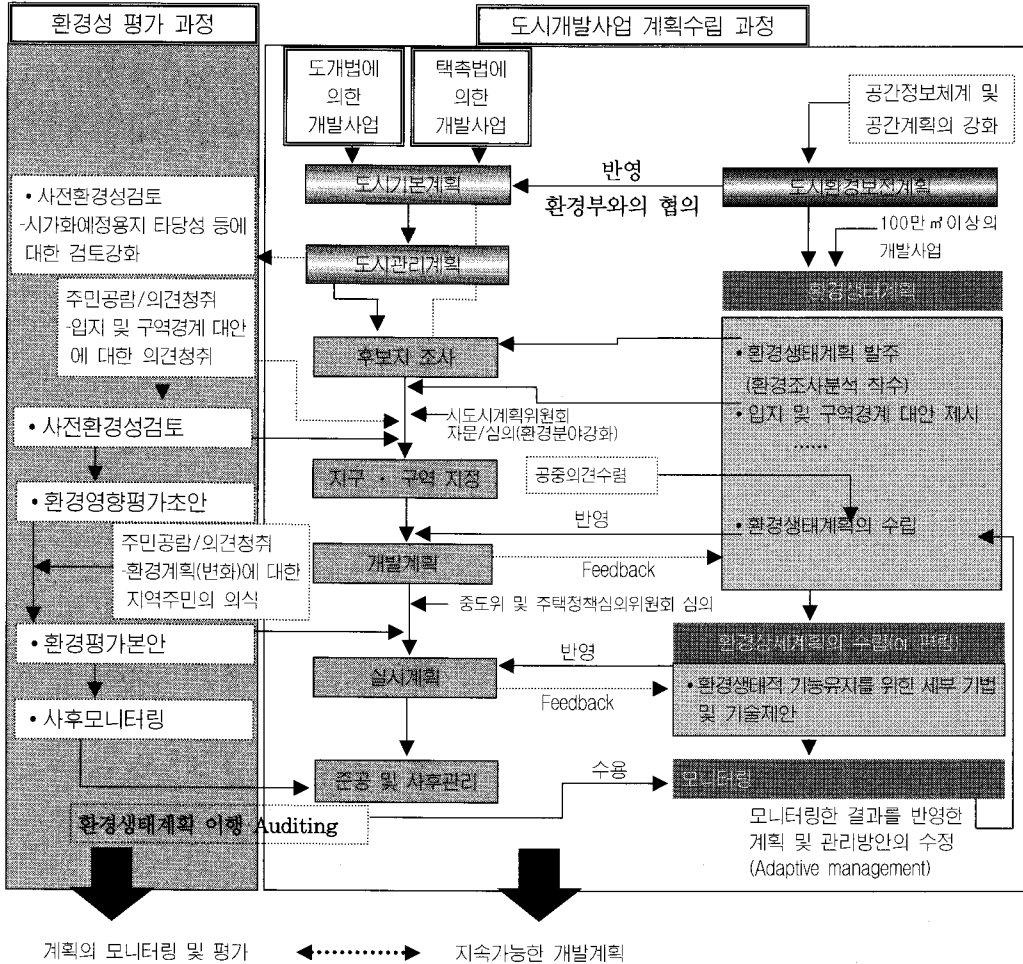 환경성 평가 과정
도시개발사업 계획수립 과정
도개법에
의한
개발사업
택촉법에
의한
개발사업
공간정보체계 및
공간계획의 강화
도시기본계획
반영
환경부와의 협의
도시환경보전계획
• 사전환경성검토
-시가화예정용지 타당성 등에
대한 검토강화
100만㎡이상의
개발사업
도시관리계획
환경생태계획
주민공람/의견청취
-입지 및 구역경계 대안
에 대한 의견청취
후보지 조사
• 환경생태계획 발주
(환경조사분석 착수)
• 입지 및 구역경계 대안 제시
......
시도시계획위원회
자문/심의(환경분야강화)
• 사전환경성검토
지구 · 구역 지정
공중의견수렴
• 환경영향평가초안
반영
• 환경생태계획의 수립
주민공람/의견청취
-환경계획(변화)에 대한
지역주민의 의식
개발계획
Feedback
중도위 및 주택정책심의위원회 심의
• 환경평가본안
환경상세계획의 수립(or 편람)
반영
실시계획
• 환경생태적 기능유지를 위한 세부 기법
및 기술제안
Feedback
• 사후모니터링
준공 및 사후관리
수용
모니터링
환경생태계획 이행 Auditing
모니터링한 결과를 반영한
계획 및 관리방안의 수정
(Adaptive management)
계획의 모니터링 및 평가
지속가능한 개발계획